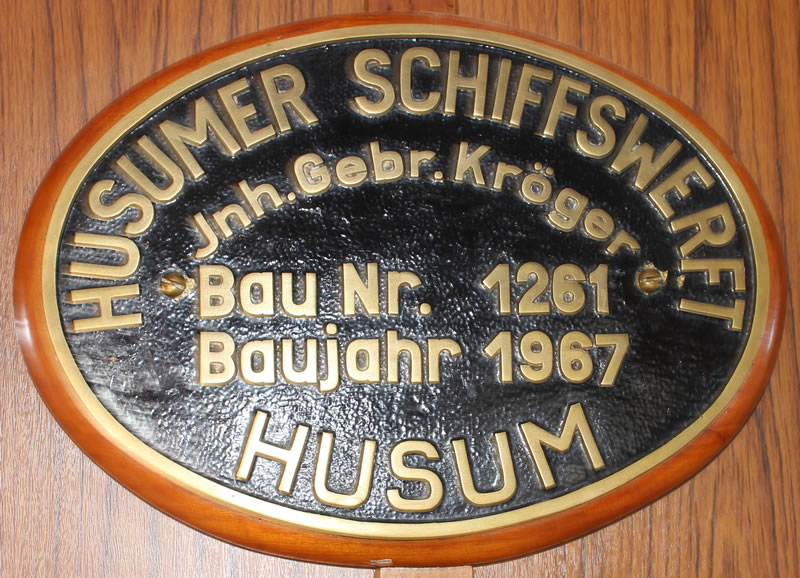 HUSUMER SCHIFFSWERFT
Jnh. Gebr. Kröger
Bau Nr. 1261
Baujahr 1967
HUSUM